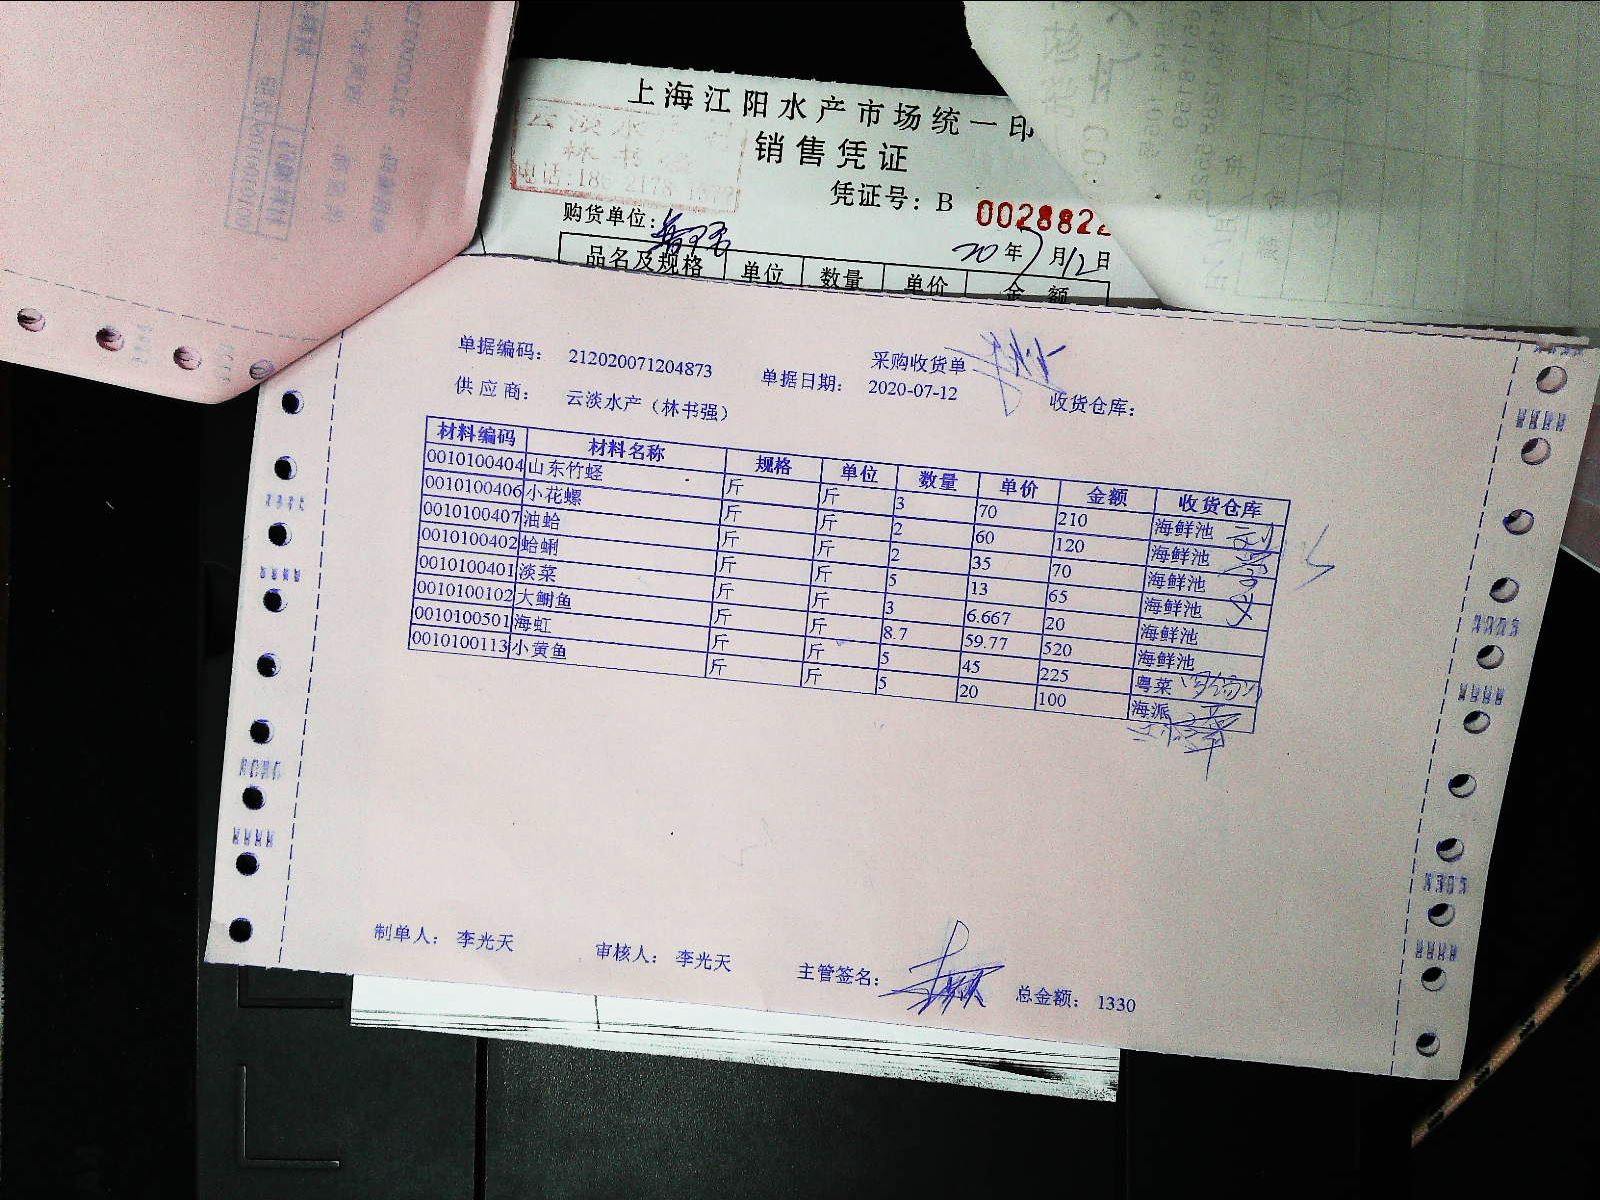 上海江阳水产市场统一印
销售凭证
云淡水
电话:186 2178
凭证号: B 0028822
购货单位:
20年7月12日
品名及规格 单位 数量 单价 金额
采购收货单
单据编码: 212020071204873 单据日期: 2020-07-12 收货仓库:
供应商: 云淡水产（林书强）
材料编码 材料名称 规格 单位 数量 单价 金额 收货仓库
0010100404 山东竹蛏 斤 斤 3 70 210 海鲜池
0010100406 小花螺 斤 斤 2 60 120 海鲜池
0010100407 油蛤 斤 斤 2 35 70 海鲜池
0010100402 蛤蜊 斤 斤 5 13 65 海鲜池
0010100401 淡菜 斤 斤 3 6.667 20 海鲜池
0010100102 大鲥鱼 斤 斤 8.7 59.77 520 海鲜池
0010100501 海虹 斤 斤 5 45 225 粤菜
0010100113 小黄鱼 斤 斤 5 20 100 海派
制单人: 李光天 审核人: 李光天 主管签名: 总金额: 1330